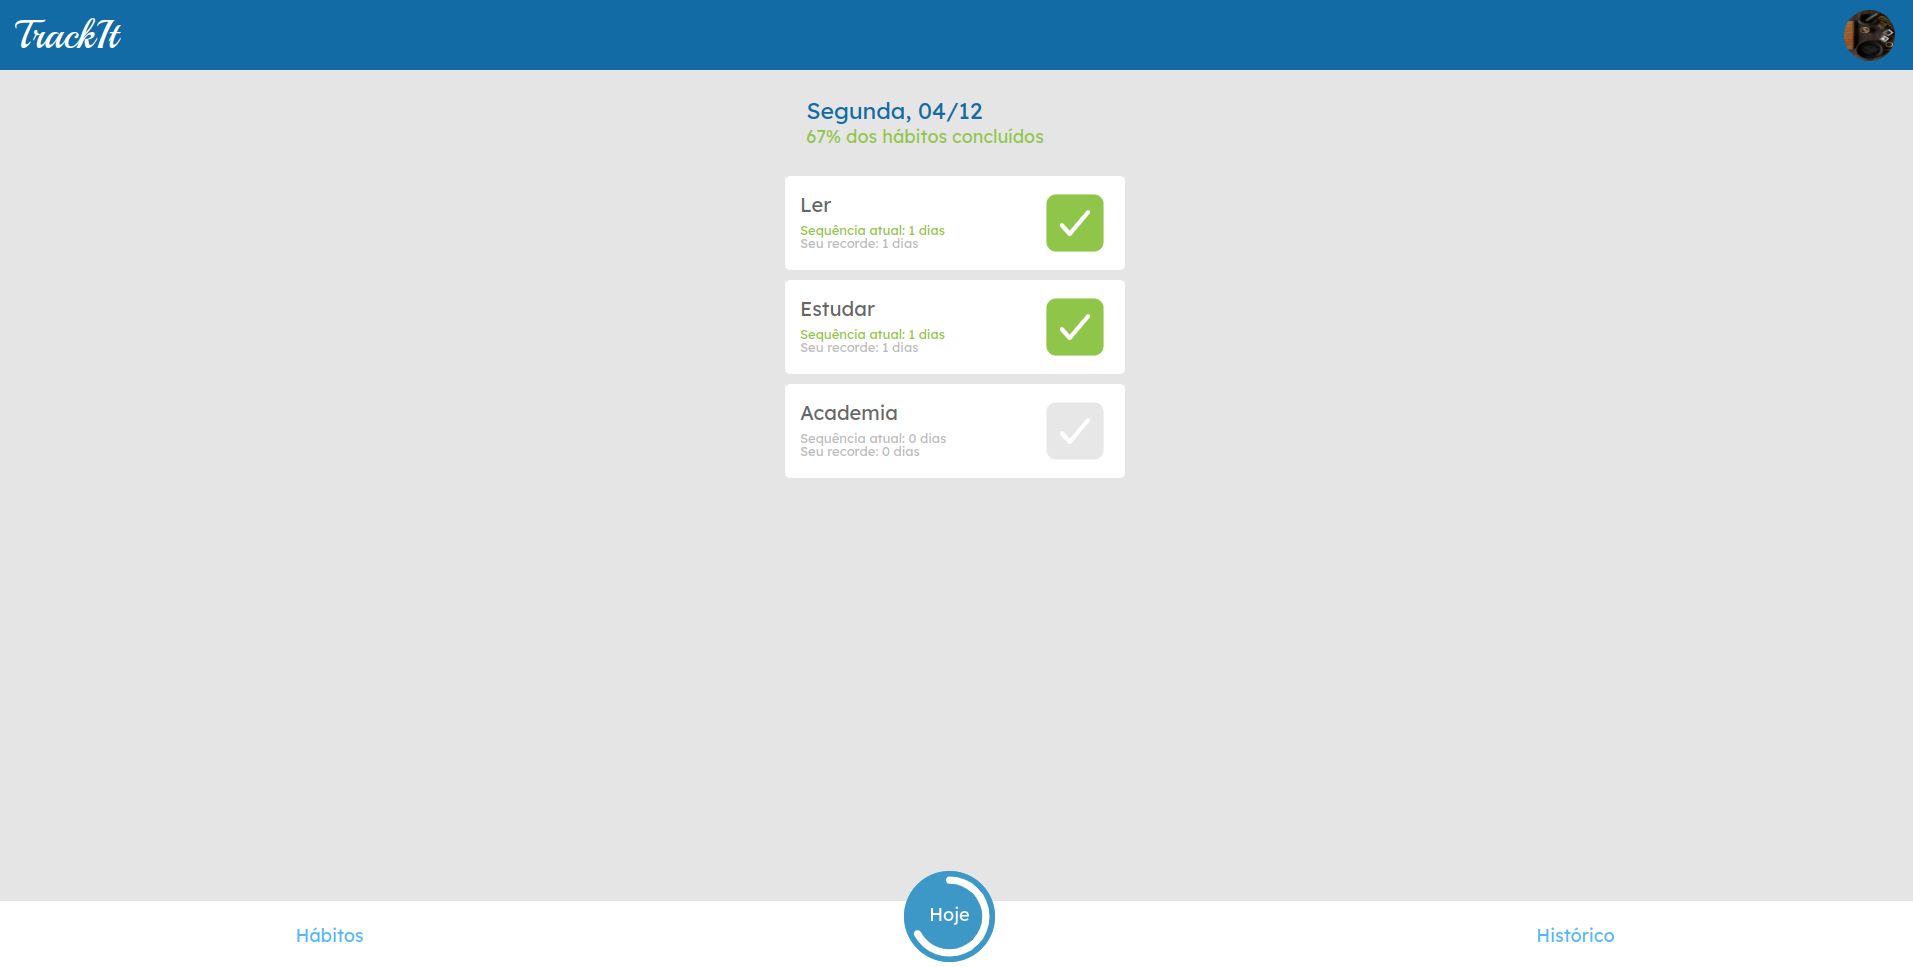 TrackIt
Segunda, 04/12
67% dos hábitos concluídos
Ler
Sequência atual: 1 dias
Seu recorde: 1 dias
Estudar
Sequência atual: 1 dias
Seu recorde: 1 dias
Academia
Sequência atual: 0 dias
Seu recorde: 0 dias
Hábitos
Hoje
Histórico